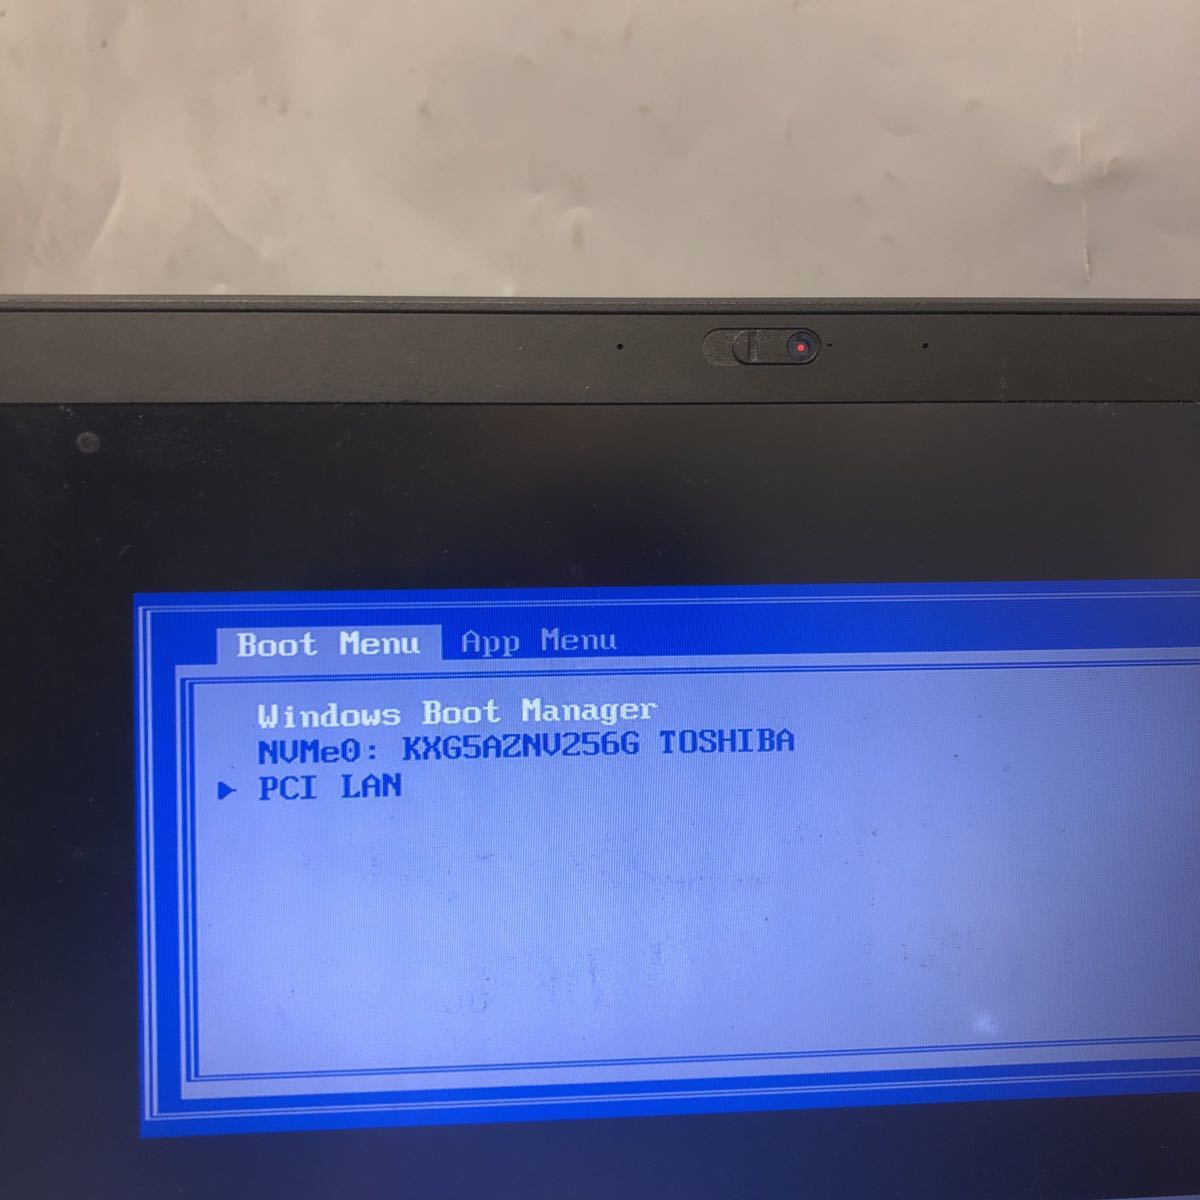 Boot Menu App Menu
Windows Boot Manager
NVMe0: KXG5AZNV256G TOSHIBA
PCI LAN